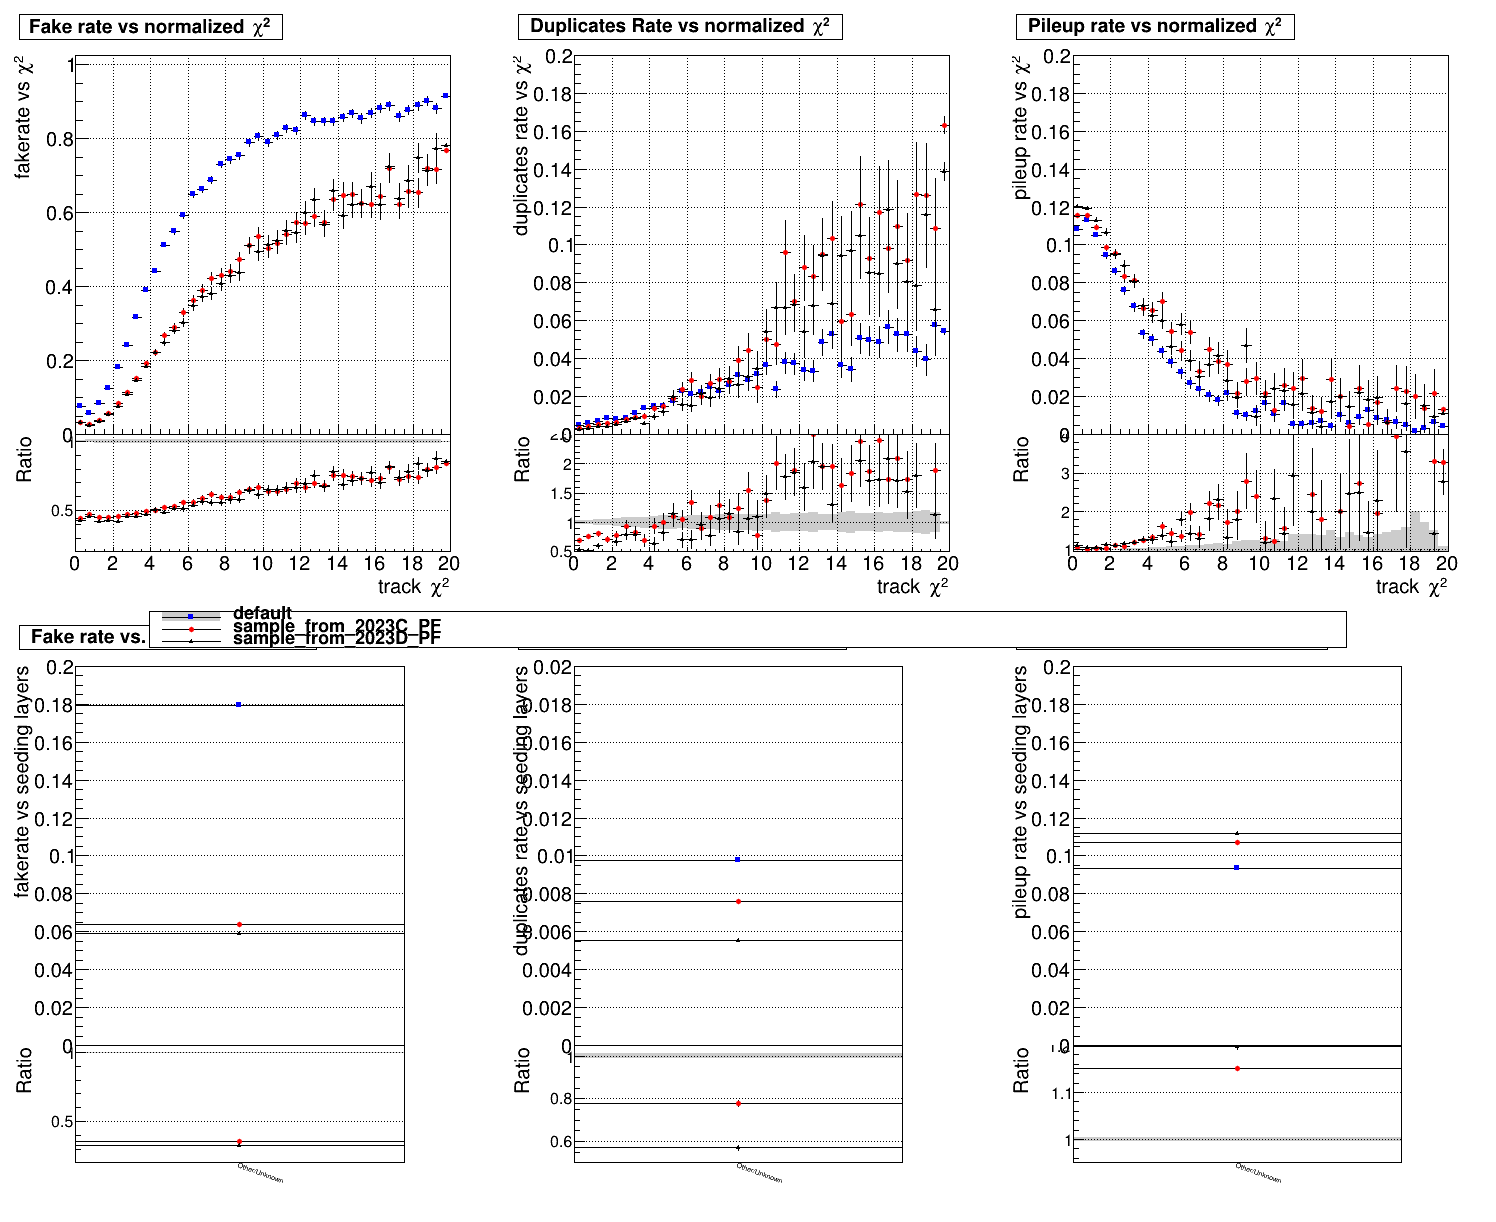 Fake rate vs normalized χ²
fakerate vs χ²
1
0.8
0.6
0.4
0.2
0
Ratio
1
0.5
0 2 4 6 8 10 12 14 16 18 20
track χ²
Duplicates Rate vs normalized χ²
duplicates rate vs χ²
0.2
0.18
0.16
0.14
0.12
0.1
0.08
0.06
0.04
0.02
0
Ratio
2
1.5
1
0.5
0 2 4 6 8 10 12 14 16 18 20
track χ²
Pileup rate vs normalized χ²
pileup rate vs χ²
0.2
0.18
0.16
0.14
0.12
0.1
0.08
0.06
0.04
0.02
0
Ratio
3
2
1
0 2 4 6 8 10 12 14 16 18 20
track χ²
default
sample_from_2023C_PF
sample_from_2023D_PF
Fake rate vs.
fakerate vs seeding layers
0.2
0.18
0.16
0.14
0.12
0.1
0.08
0.06
0.04
0.02
0
Ratio
1
0.5
Other/Unknown
duplicates rate vs seeding layers
0.02
0.018
0.016
0.014
0.012
0.01
0.008
0.006
0.004
0.002
0
Ratio
1
0.8
0.6
Other/Unknown
pileup rate vs seeding layers
0.2
0.18
0.16
0.14
0.12
0.1
0.08
0.06
0.04
0.02
0
Ratio
1.1
1
Other/Unknown